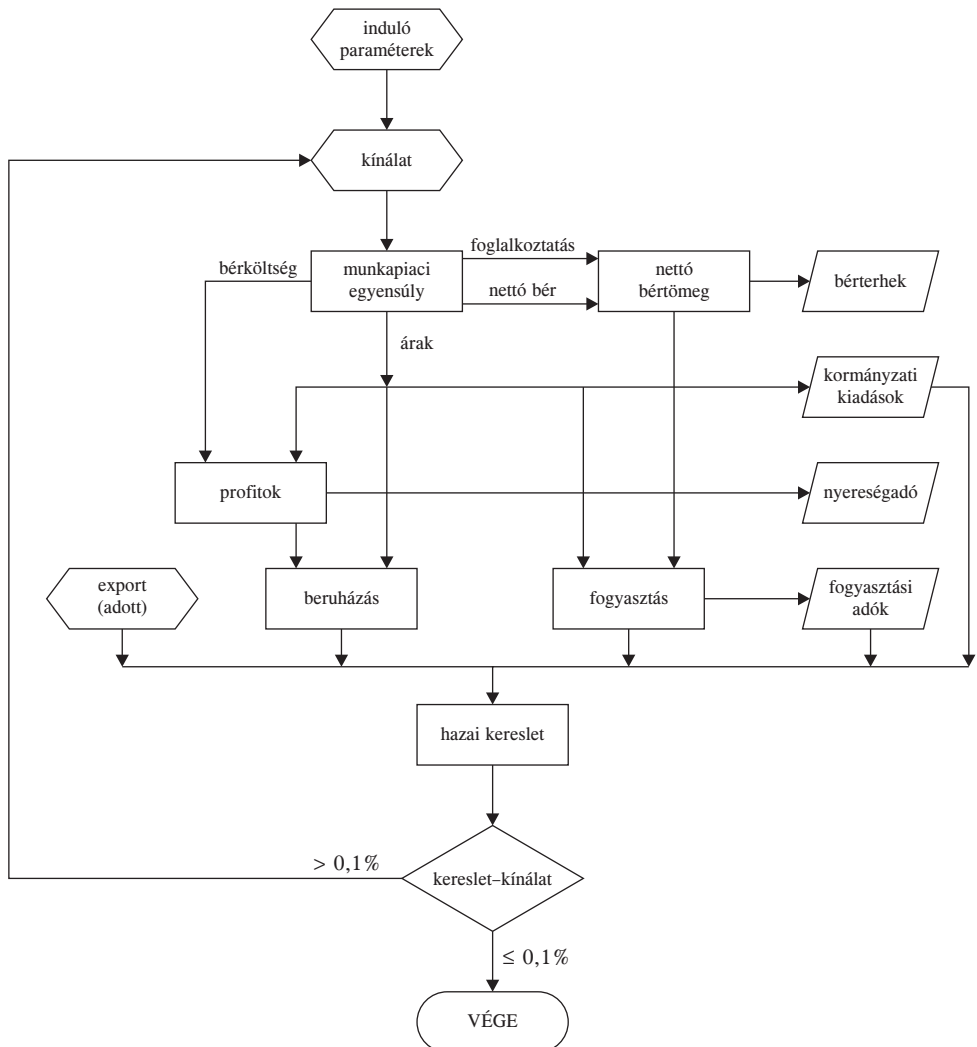 induló
paraméterek
kínálat
bérköltség
munkapiaci
egyensúly
foglalkoztatás
nettó bér
nettó
bértömeg
bérterhek
árak
kormányzati
kiadások
profitok
nyereségadó
export
(adott)
beruházás
fogyasztás
fogyasztási
adók
hazai kereslet
> 0,1%
kereslet–kínálat
≤ 0,1%
VÉGE